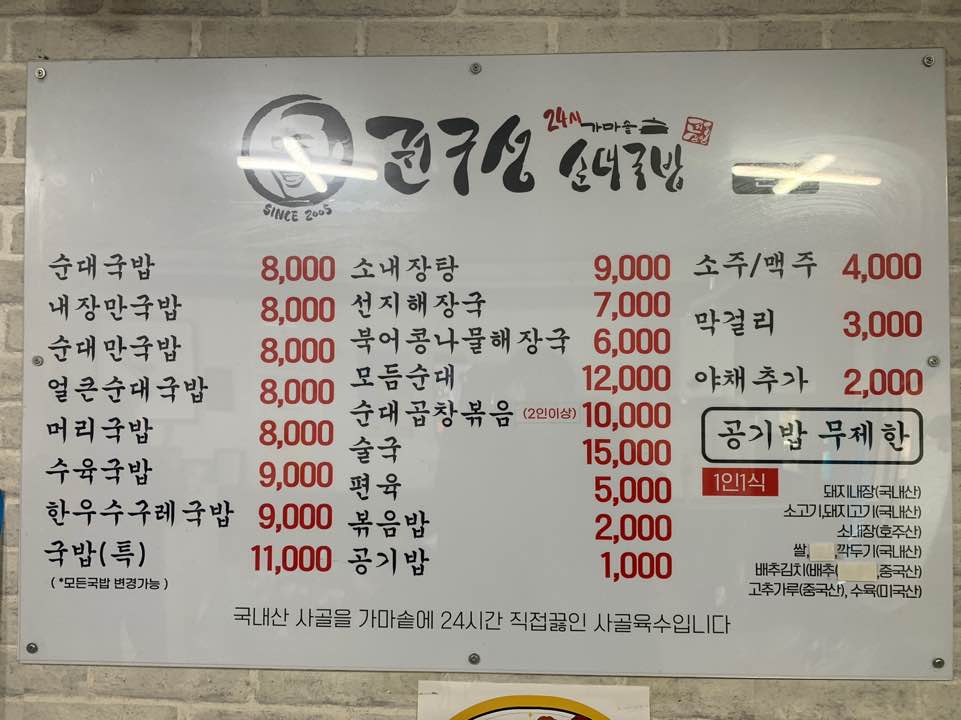 SINCE 2005
권구성
24시 가마솥
순대국밥
순대국밥 8,000
내장만국밥 8,000
순대만국밥 8,000
얼큰순대국밥 8,000
머리국밥 8,000
수육국밥 9,000
한우수구레국밥 9,000
국밥(특) 11,000
(*모든국밥 변경가능)
소내장탕 9,000
선지해장국 7,000
북어콩나물해장국 6,000
모듬순대 12,000
순대곱창볶음 (2인이상) 10,000
술국 15,000
편육 5,000
볶음밥 2,000
공기밥 1,000
소주/맥주 4,000
막걸리 3,000
야채추가 2,000
공기밥 무제한
1인1식
돼지내장(국내산)
소고기,돼지고기(국내산)
소내장(호주산)
쌀, 깍두기(국내산)
배추김치(배추 ,중국산)
고추가루(중국산), 수육(미국산)
국내산 사골을 가마솥에 24시간 직접끓인 사골육수입니다